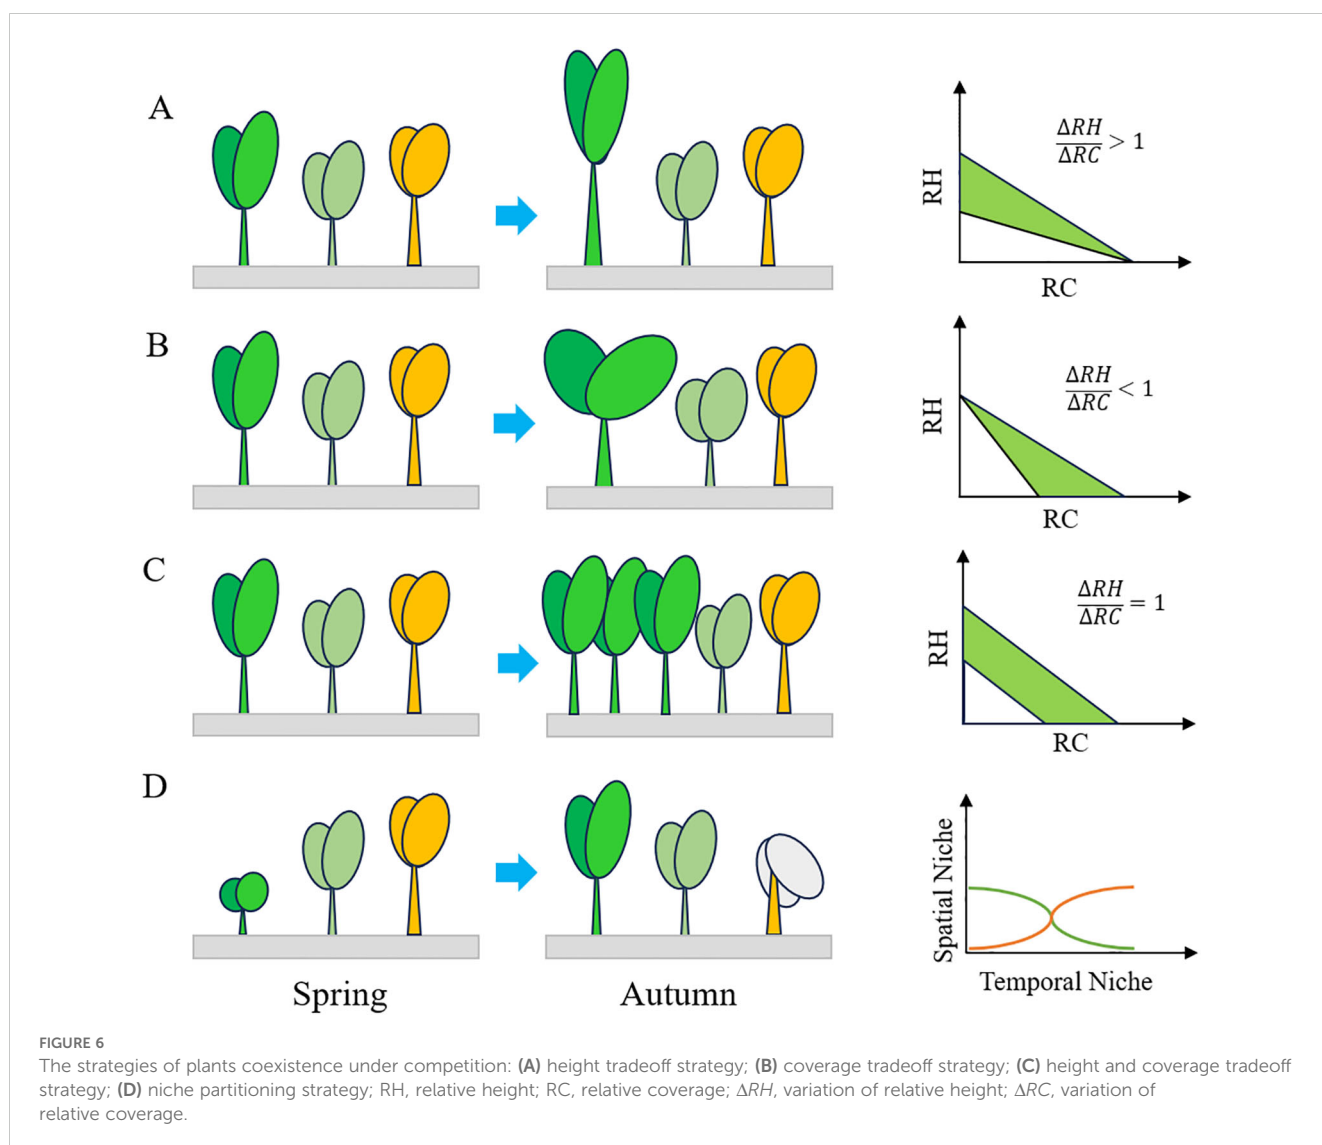 A
RH
ΔRH/ΔRC > 1
RC
B
RH
ΔRH/ΔRC < 1
RC
C
RH
ΔRH/ΔRC = 1
RC
D
Spatial Niche
Temporal Niche
Spring
Autumn
FIGURE 6
The strategies of plants coexistence under competition: (A) height tradeoff strategy; (B) coverage tradeoff strategy; (C) height and coverage tradeoff
strategy; (D) niche partitioning strategy; RH, relative height; RC, relative coverage; ΔRH, variation of relative height; ΔRC, variation of
relative coverage.